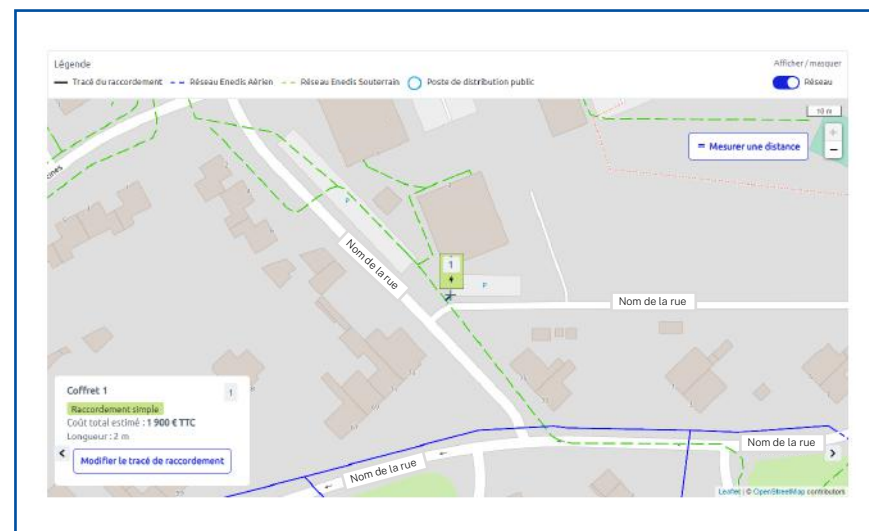 Légende
Afficher / masquer
Tracé du raccordement
Réseau Enedis Aérien
Réseau Enedis Souterrain
Poste de distribution public
Réseau
10 m
+
= Mesurer une distance
−
P
Nom de la rue
1
P
Nom de la rue
Coffret 1
1
Raccordement simple
Coût total estimé : 1 900 € TTC
Longueur : 2 m
Modifier le tracé de raccordement
Nom de la rue
Nom de la rue
Leaflet | © OpenStreetMap contributors